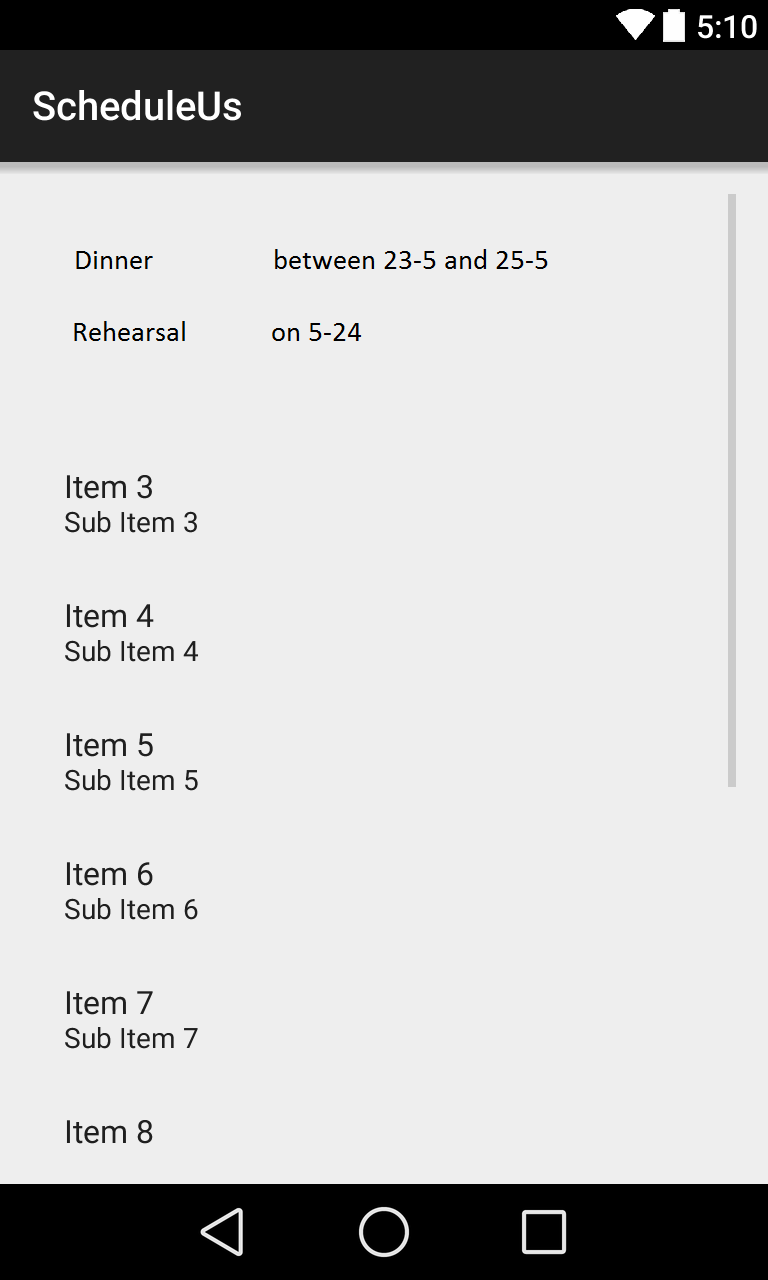 5:10
ScheduleUs
Dinner between 23-5 and 25-5
Rehearsal on 5-24
Item 3
Sub Item 3
Item 4
Sub Item 4
Item 5
Sub Item 5
Item 6
Sub Item 6
Item 7
Sub Item 7
Item 8